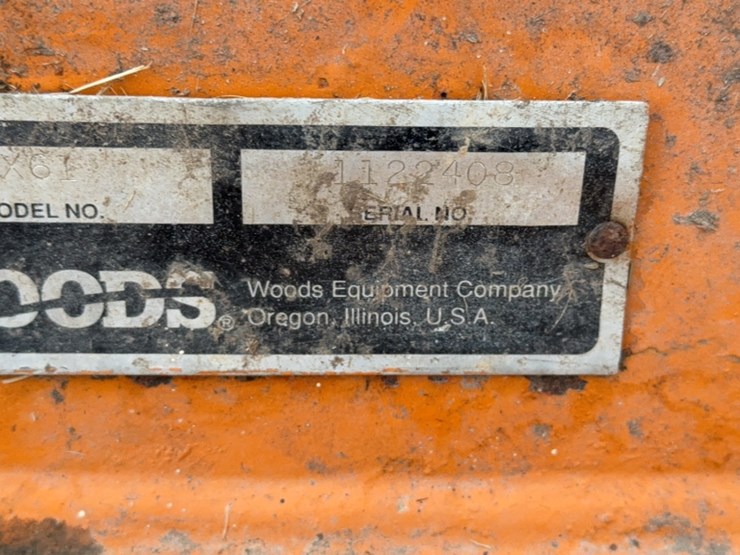 X61
1122408
ODEL NO.
ERIAL NO.
OODS®
Woods Equipment Company
Oregon, Illinois, U.S.A.